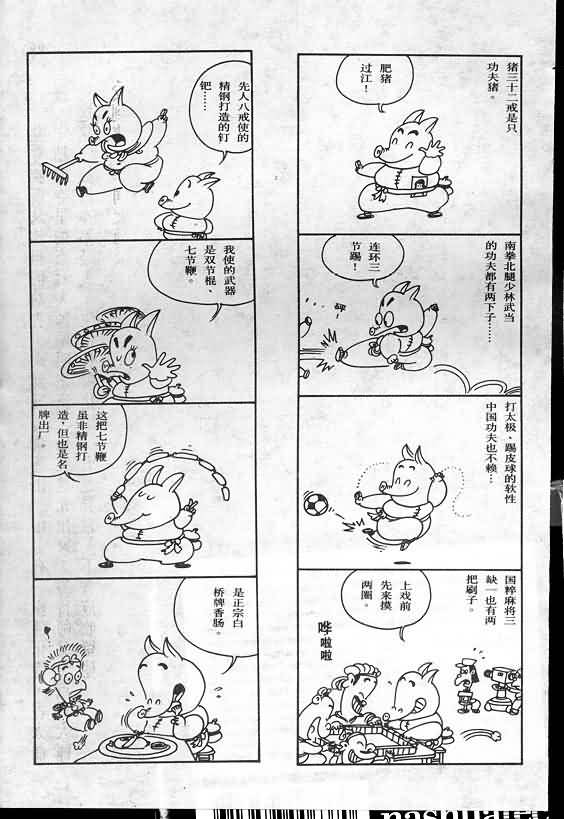 猪三十二戒是只
功夫猪。
肥猪
过江！
南拳北腿少林武当
的功夫都有两下子……
连环三
节踢！
砰
打太极、踢皮球的软性
中国功夫也不赖…
国粹麻将三
缺一也有两
把刷子。
上戏前
先来摸
两圈。
哗
啦
啦
先人八戒使的
精钢打造的钉
钯……
我使的武器
是双节棍、
七节鞭。
这把七节鞭
虽非精钢打
造，但也是名
牌出厂。
是正宗白
桥牌香肠。